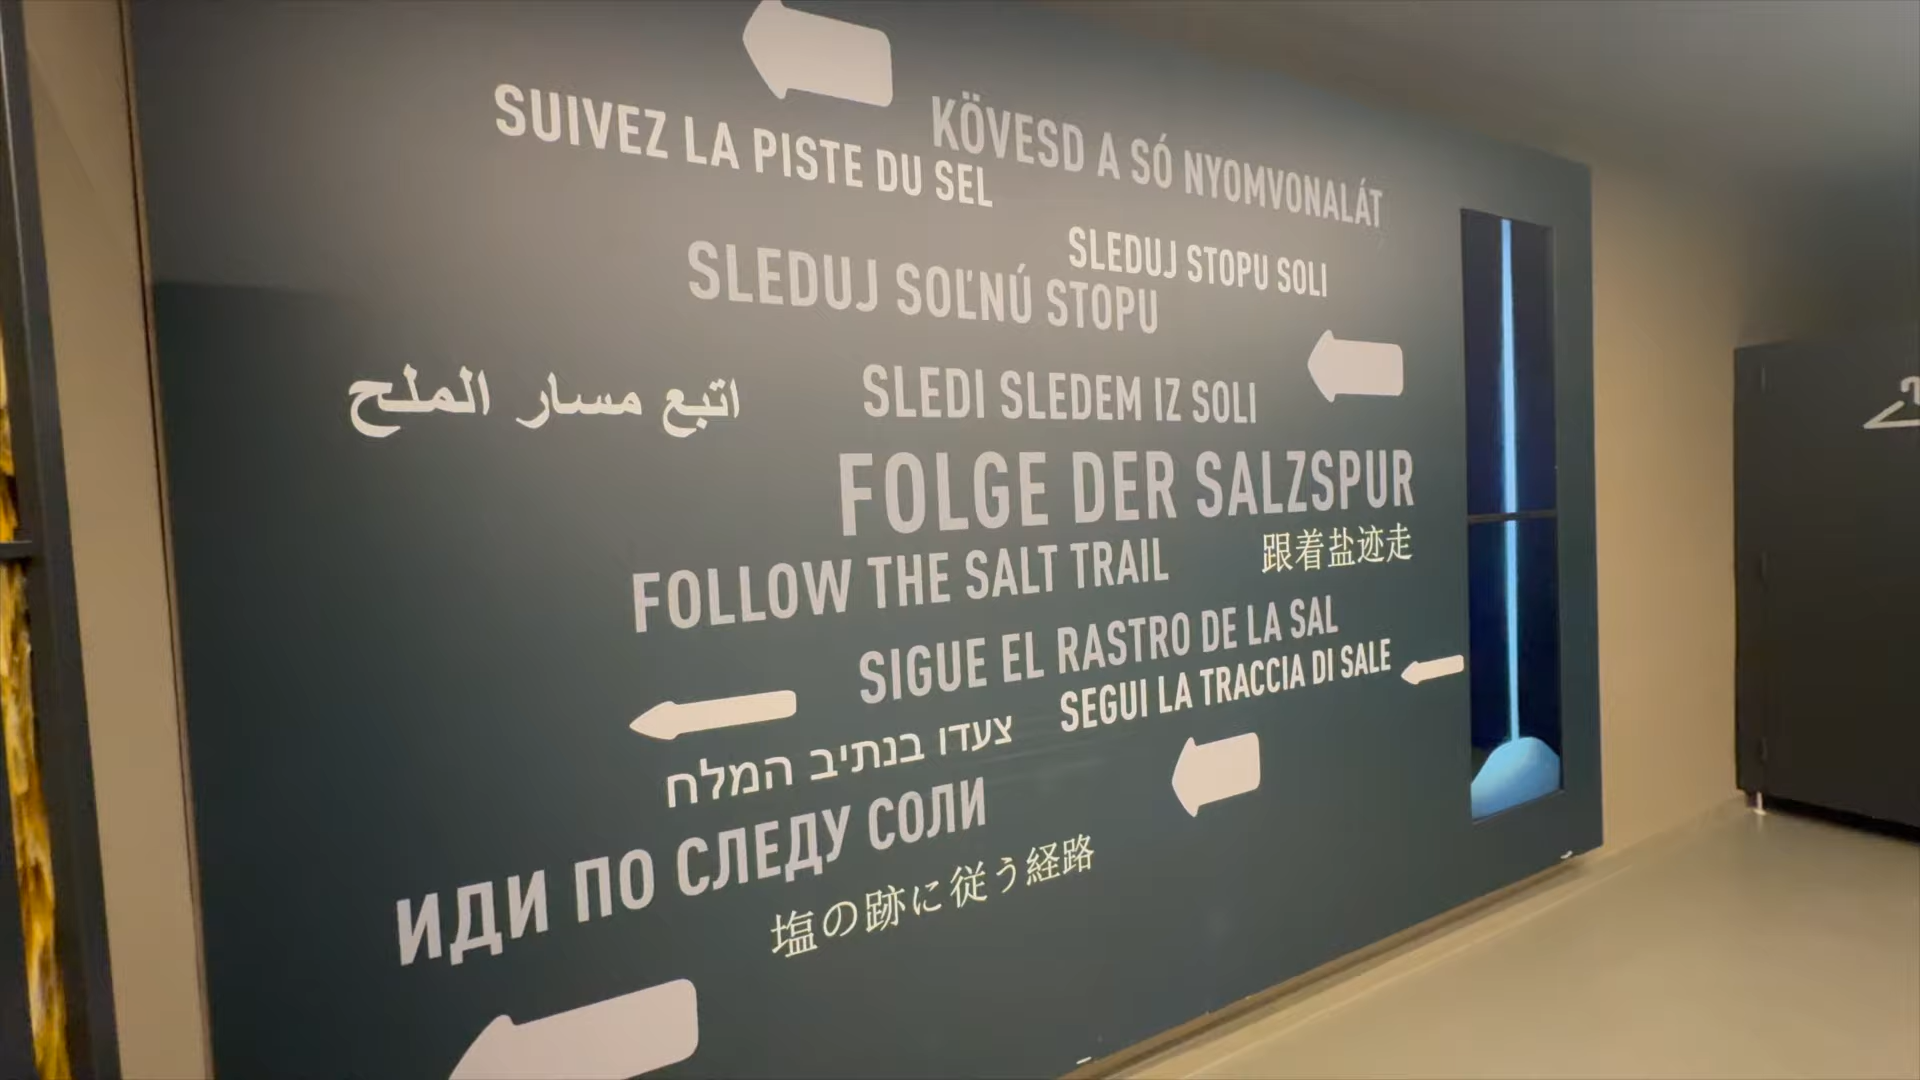 SUIVEZ LA PISTE DU SEL
KÖVESD A SÓ NYOMVONALÁT
SLEDUJ STOPU SOLI
SLEDUJ SOĽNÚ STOPU
اتبع مسار الملح
SLEDI SLEDEM IZ SOLI
FOLGE DER SALZSPUR
跟着盐迹走
FOLLOW THE SALT TRAIL
SIGUE EL RASTRO DE LA SAL
SEGUI LA TRACCIA DI SALE
צעדו בנתיב המלח
ИДИ ПО СЛЕДУ СОЛИ
塩の跡に従う経路